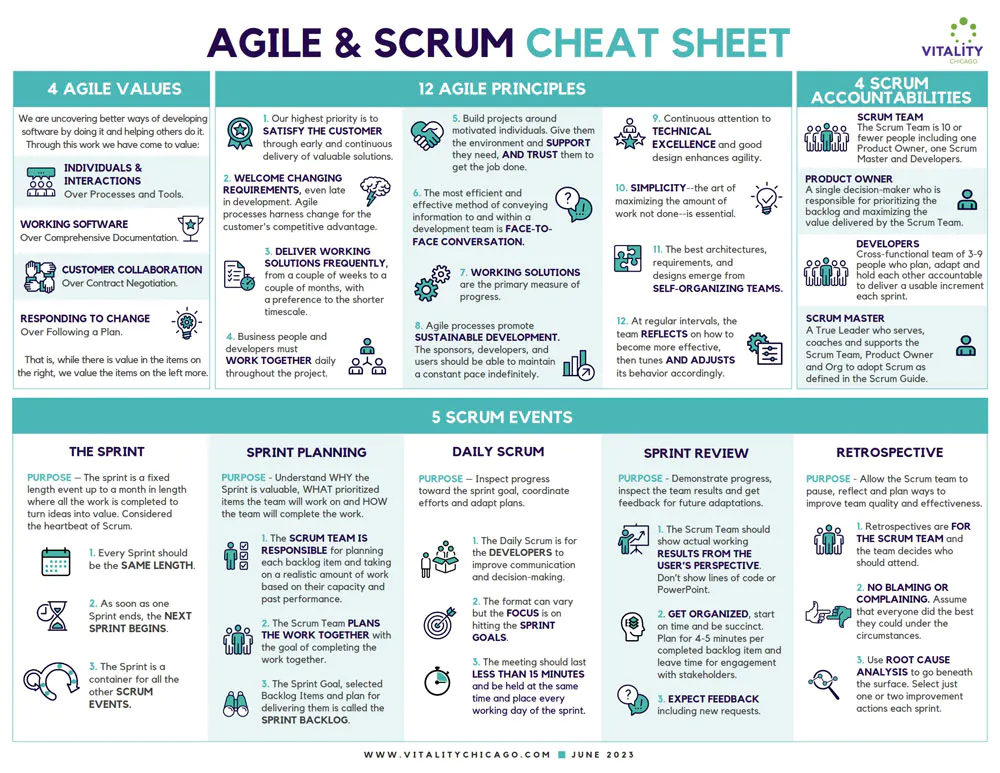 AGILE & SCRUM CHEAT SHEET
VITALITY
CHICAGO
4 AGILE VALUES
We are uncovering better ways of developing
software by doing it and helping others do it.
Through this work we have come to value:
INDIVIDUALS &
INTERACTIONS
Over Processes and Tools.
WORKING SOFTWARE
Over Comprehensive Documentation.
CUSTOMER COLLABORATION
Over Contract Negotiation.
RESPONDING TO CHANGE
Over Following a Plan.
That is, while there is value in the items on
the right, we value the items on the left more.
12 AGILE PRINCIPLES
1. Our highest priority is to
SATISFY THE CUSTOMER
through early and continuous
delivery of valuable solutions.
2. WELCOME CHANGING
REQUIREMENTS, even late
in development. Agile
processes harness change for the
customer's competitive advantage.
3. DELIVER WORKING
SOLUTIONS FREQUENTLY,
from a couple of weeks to a
couple of months, with
a preference to the shorter
timescale.
4. Business people and
developers must
WORK TOGETHER daily
throughout the project.
5. Build projects around
motivated individuals. Give them
the environment and SUPPORT
they need, AND TRUST them to
get the job done.
6. The most efficient and
effective method of conveying
information to and within a
development team is FACE-TO-
FACE CONVERSATION.
7. WORKING SOLUTIONS
are the primary measure of
progress.
8. Agile processes promote
SUSTAINABLE DEVELOPMENT.
The sponsors, developers, and
users should be able to maintain
a constant pace indefinitely.
9. Continuous attention to
TECHNICAL
EXCELLENCE and good
design enhances agility.
10. SIMPLICITY--the art of
maximizing the amount of
work not done--is essential.
11. The best architectures,
requirements, and
designs emerge from
SELF-ORGANIZING TEAMS.
12. At regular intervals, the
team REFLECTS on how to
become more effective,
then tunes AND ADJUSTS
its behavior accordingly.
4 SCRUM
ACCOUNTABILITIES
SCRUM TEAM
The Scrum Team is 10 or
fewer people including one
Product Owner, one Scrum
Master and Developers.
PRODUCT OWNER
A single decision-maker who is
responsible for prioritizing the
backlog and maximizing the
value delivered by the Scrum Team.
DEVELOPERS
Cross-functional team of 3-9
people who plan, adapt and
hold each other accountable
to deliver a usable increment
each sprint.
SCRUM MASTER
A True Leader who serves,
coaches and supports the
Scrum Team, Product Owner
and Org to adopt Scrum as
defined in the Scrum Guide.
5 SCRUM EVENTS
THE SPRINT
PURPOSE – The sprint is a fixed
length event up to a month in length
where all the work is completed to
turn ideas into value. Considered
the heartbeat of Scrum.
1. Every Sprint should
be the SAME LENGTH.
2. As soon as one
Sprint ends, the NEXT
SPRINT BEGINS.
3. The Sprint is a
container for all the
other SCRUM
EVENTS.
SPRINT PLANNING
PURPOSE - Understand WHY the
Sprint is valuable, WHAT prioritized
items the team will work on and HOW
the team will complete the work.
1. The SCRUM TEAM IS
RESPONSIBLE for planning
each backlog item and taking
on a realistic amount of work
based on their capacity and
past performance.
2. The Scrum Team PLANS
THE WORK TOGETHER with
the goal of completing the
work together.
3. The Sprint Goal, selected
Backlog Items and plan for
delivering them is called the
SPRINT BACKLOG.
DAILY SCRUM
PURPOSE – Inspect progress
toward the sprint goal, coordinate
efforts and adapt plans.
1. The Daily Scrum is for
the DEVELOPERS to
improve communication
and decision-making.
2. The format can vary
but the FOCUS is on
hitting the SPRINT
GOALS.
3. The meeting should last
LESS THAN 15 MINUTES
and be held at the same
time and place every
working day of the sprint.
SPRINT REVIEW
PURPOSE - Demonstrate progress,
inspect the team results and get
feedback for future adaptations.
1. The Scrum Team should
show actual working
RESULTS FROM THE
USER'S PERSPECTIVE.
Don't show lines of code or
PowerPoint.
2. GET ORGANIZED, start
on time and be succinct.
Plan for 4-5 minutes per
completed backlog item and
leave time for engagement
with stakeholders.
3. EXPECT FEEDBACK
including new requests.
RETROSPECTIVE
PURPOSE - Allow the Scrum team to
pause, reflect and plan ways to
improve team quality and effectiveness.
1. Retrospectives are FOR
THE SCRUM TEAM and
the team decides who
should attend.
2. NO BLAMING OR
COMPLAINING. Assume
that everyone did the best
they could under the
circumstances.
3. Use ROOT CAUSE
ANALYSIS to go beneath
the surface. Select just
one or two improvement
actions each sprint.
WWW.VITALITYCHICAGO.COM ■ JUNE 2023